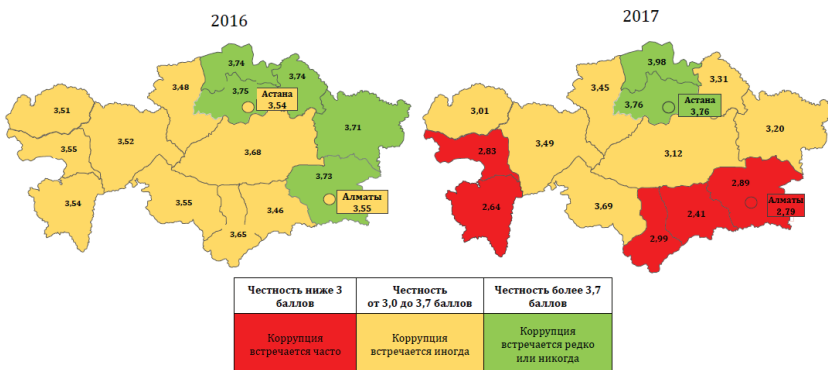 2016
2017
3,74
3,74
3,48
3,75
Астана
3,54
3,51
3,71
3,55
3,52
3,68
3,73
3,54
3,55
3,46
Алматы
3,55
3,65
3,98
3,31
3,45
3,76
Астана
3,76
3,01
3,20
2,83
3,49
3,12
2,89
2,64
3,69
2,41
Алматы
2,79
2,99
Честность ниже 3
баллов
Честность
от 3,0 до 3,7 баллов
Честность более 3,7
баллов
Коррупция
встречается часто
Коррупция
встречается иногда
Коррупция
встречается редко
или никогда